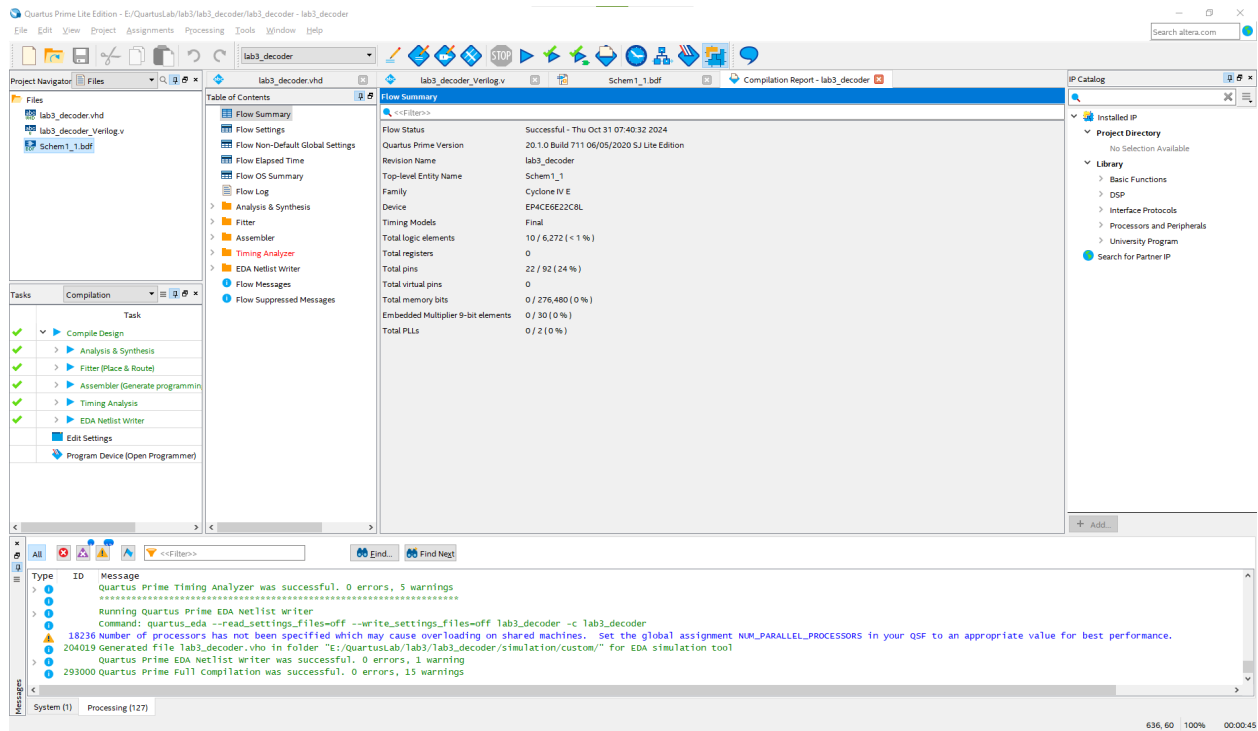 Quartus Prime Lite Edition - E:/QuartusLab/lab3/lab3_decoder/lab3_decoder - lab3_decoder
File Edit View Project Assignments Processing Tools Window Help
Search altera.com
lab3_decoder
STOP
Project Navigator Files
lab3_decoder.vhd
lab3_decoder_Verilog.v
Schem1_1.bdf
Compilation Report - lab3_decoder
IP Catalog
Files
lab3_decoder.vhd
lab3_decoder_Verilog.v
Schem1_1.bdf
Table of Contents
Flow Summary
Flow Settings
Flow Non-Default Global Settings
Flow Elapsed Time
Flow OS Summary
Flow Log
Analysis & Synthesis
Fitter
Assembler
Timing Analyzer
EDA Netlist Writer
Flow Messages
Flow Suppressed Messages
Flow Summary
<<Filter>>
Flow Status Successful - Thu Oct 31 07:40:32 2024
Quartus Prime Version 20.1.0 Build 711 06/05/2020 SJ Lite Edition
Revision Name lab3_decoder
Top-level Entity Name Schem1_1
Family Cyclone IV E
Device EP4CE6E22C8L
Timing Models Final
Total logic elements 10 / 6,272 ( < 1 % )
Total registers 0
Total pins 22 / 92 ( 24 % )
Total virtual pins 0
Total memory bits 0 / 276,480 ( 0 % )
Embedded Multiplier 9-bit elements 0 / 30 ( 0 % )
Total PLLs 0 / 2 ( 0 % )
Installed IP
Project Directory
No Selection Available
Library
Basic Functions
DSP
Interface Protocols
Processors and Peripherals
University Program
Search for Partner IP
+ Add...
Tasks Compilation
Task
Compile Design
Analysis & Synthesis
Fitter (Place & Route)
Assembler (Generate programmin
Timing Analysis
EDA Netlist Writer
Edit Settings
Program Device (Open Programmer)
All <<Filter>> Find... Find Next
Type ID Message
Quartus Prime Timing Analyzer was successful. 0 errors, 5 warnings
*******************************************************************
Running Quartus Prime EDA Netlist Writer
Command: quartus_eda --read_settings_files=off --write_settings_files=off lab3_decoder -c lab3_decoder
18236 Number of processors has not been specified which may cause overloading on shared machines. Set the global assignment NUM_PARALLEL_PROCESSORS in your QSF to an appropriate value for best performance.
204019 Generated file lab3_decoder.vho in folder "E:/QuartusLab/lab3/lab3_decoder/simulation/custom/" for EDA simulation tool
Quartus Prime EDA Netlist Writer was successful. 0 errors, 1 warning
293000 Quartus Prime Full Compilation was successful. 0 errors, 15 warnings
Messages
System (1) Processing (127)
636, 60 100% 00:00:45